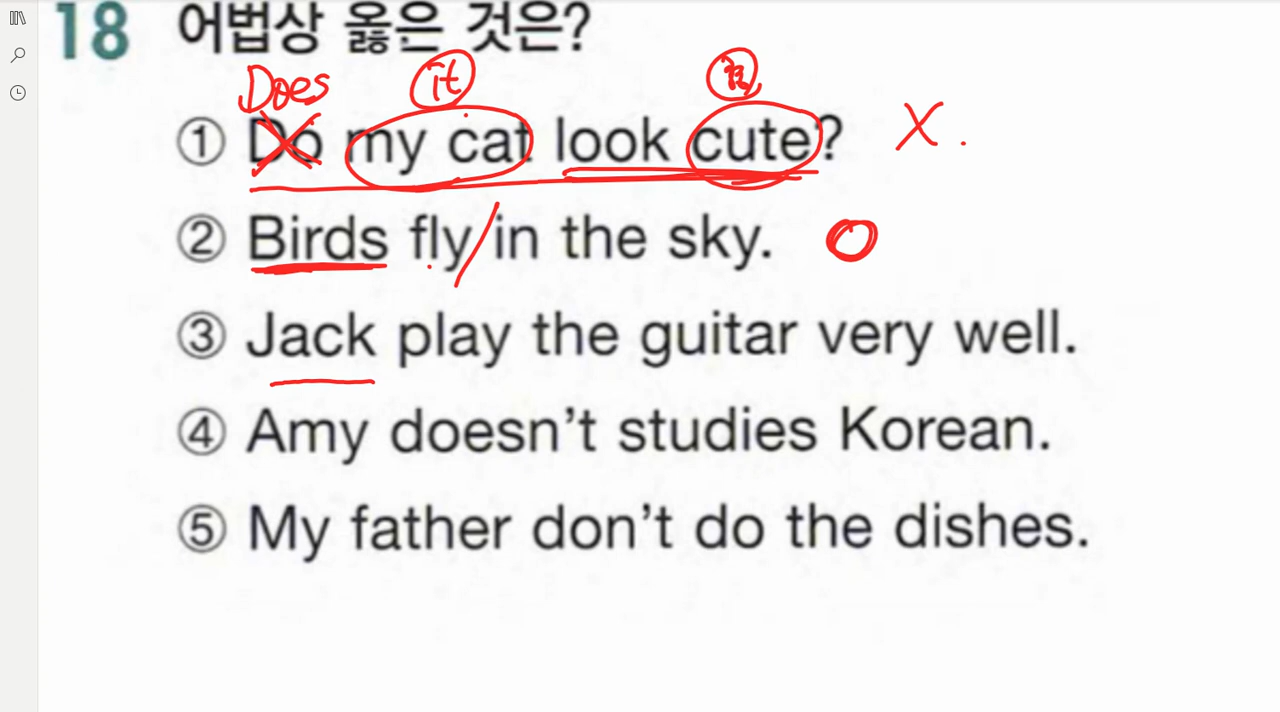 18 어법상 옳은 것은?
Does it
① Do my cat look cute? X.
② Birds fly/in the sky. O
③ Jack play the guitar very well.
④ Amy doesn't studies Korean.
⑤ My father don't do the dishes.